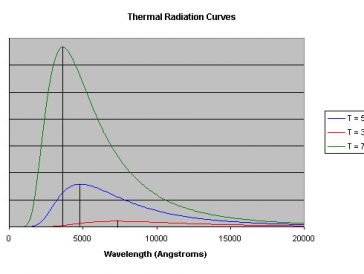 Thermal Radiation Curves
T = 5
T = 3
T = 7
0 5000 10000 15000 20000
Wavelength (Angstroms)